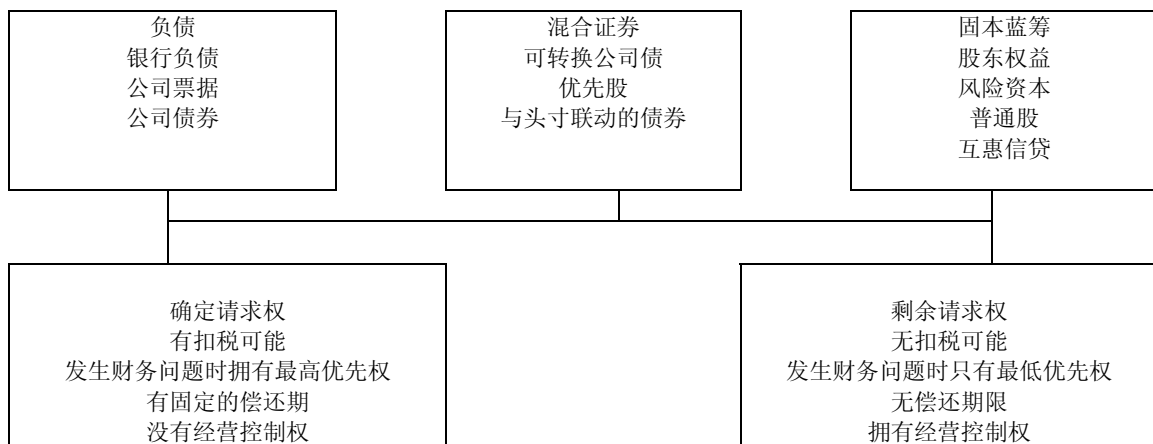 负债
银行负债
公司票据
公司债券
混合证券
可转换公司债
优先股
与头寸联动的债券
固本蓝筹
股东权益
风险资本
普通股
互惠信贷
确定请求权
有扣税可能
发生财务问题时拥有最高优先权
有固定的偿还期
没有经营控制权
剩余请求权
无扣税可能
发生财务问题时只有最低优先权
无偿还期限
拥有经营控制权